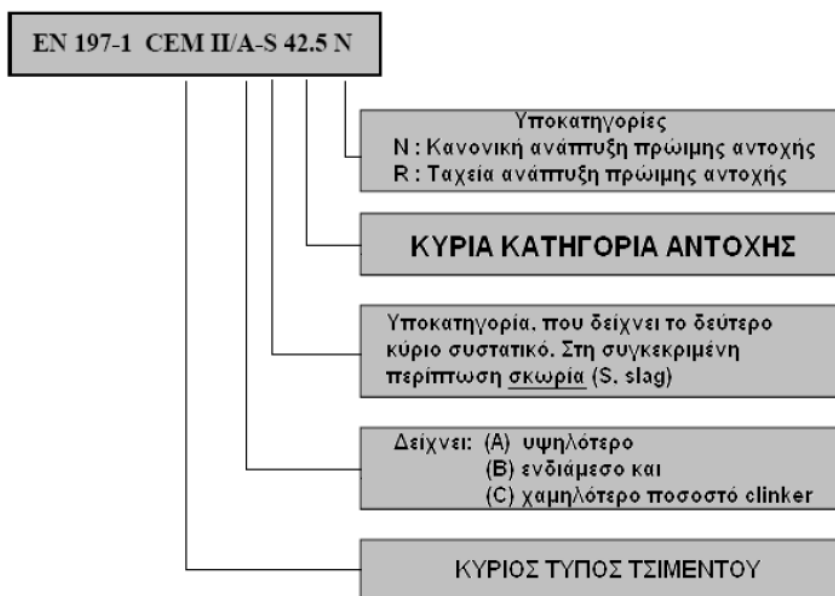 EN 197-1 CEM II/A-S 42.5 N
Υποκατηγορίες
N : Κανονική ανάπτυξη πρώιμης αντοχής
R : Ταχεία ανάπτυξη πρώιμης αντοχής
ΚΥΡΙΑ ΚΑΤΗΓΟΡΙΑ ΑΝΤΟΧΗΣ
Υποκατηγορία, που δείχνει το δεύτερο
κύριο συστατικό. Στη συγκεκριμένη
περίπτωση σκωρία (S, slag)
Δείχνει: (A) υψηλότερο
(B) ενδιάμεσο και
(C) χαμηλότερο ποσοστό clinker
ΚΥΡΙΟΣ ΤΥΠΟΣ ΤΣΙΜΕΝΤΟΥ